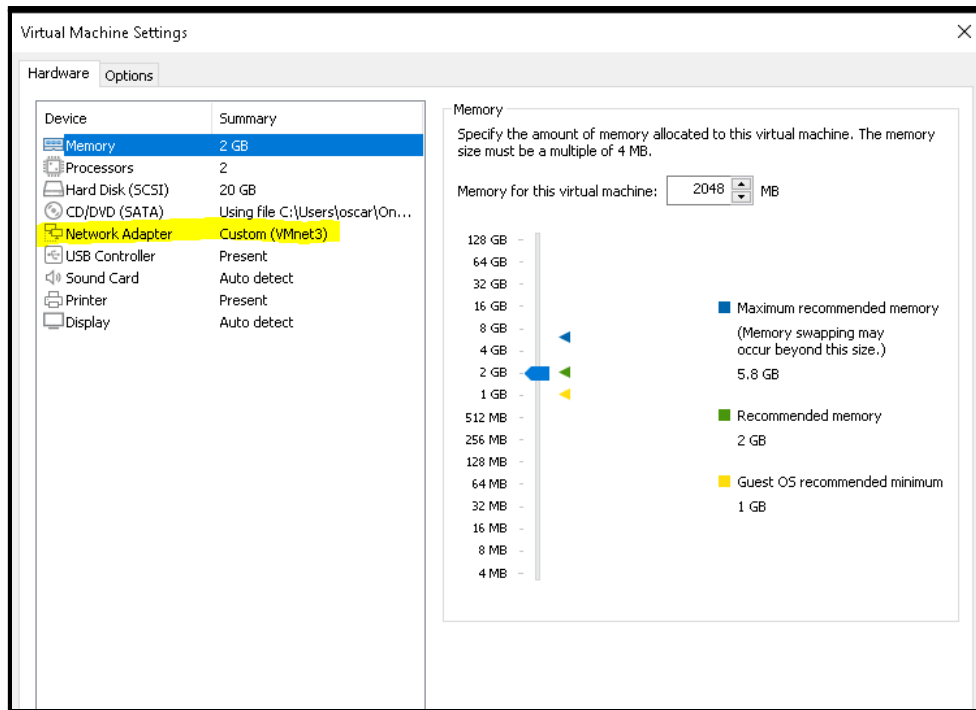 Virtual Machine Settings
Hardware Options
Device Summary
Memory 2 GB
Processors 2
Hard Disk (SCSI) 20 GB
CD/DVD (SATA) Using file C:\Users\oscar\On...
Network Adapter Custom (VMnet3)
USB Controller Present
Sound Card Auto detect
Printer Present
Display Auto detect
Memory
Specify the amount of memory allocated to this virtual machine. The memory
size must be a multiple of 4 MB.
Memory for this virtual machine: 2048 MB
128 GB
64 GB
32 GB
16 GB
8 GB
4 GB
2 GB
1 GB
512 MB
256 MB
128 MB
64 MB
32 MB
16 MB
8 MB
4 MB
Maximum recommended memory
(Memory swapping may
occur beyond this size.)
5.8 GB
Recommended memory
2 GB
Guest OS recommended minimum
1 GB